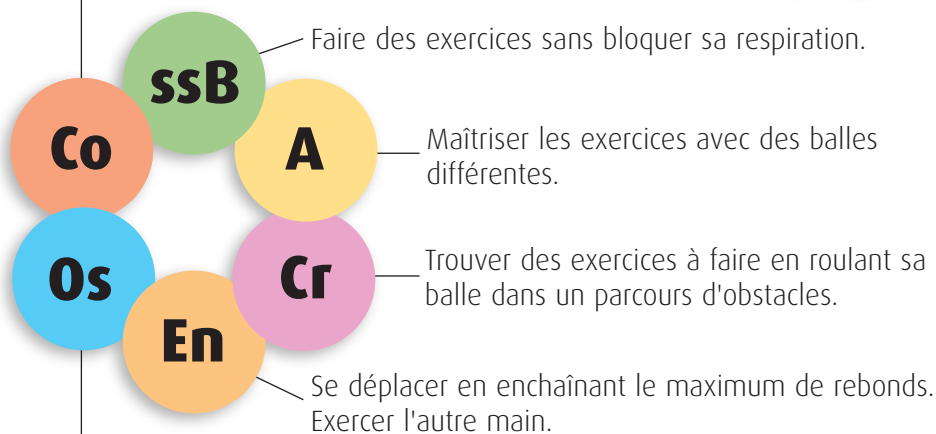 Faire des exercices sans bloquer sa respiration.
ssB
Co
A
Maîtriser les exercices avec des balles
différentes.
Os
Cr
Trouver des exercices à faire en roulant sa
balle dans un parcours d'obstacles.
En
Se déplacer en enchaînant le maximum de rebonds.
Exercer l'autre main.